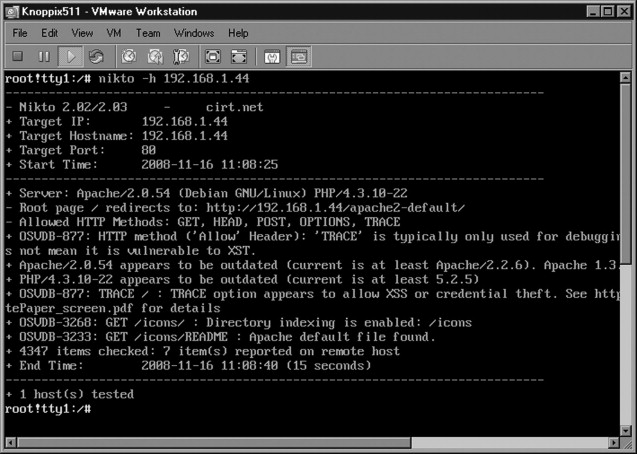 Knoppix511 - VMware Workstation
File Edit View VM Team Windows Help
root!tty1:/# nikto -h 192.168.1.44
---------------------------------------------------------------------------
- Nikto 2.02/2.03 - cirt.net
+ Target IP: 192.168.1.44
+ Target Hostname: 192.168.1.44
+ Target Port: 80
+ Start Time: 2008-11-16 11:08:25
---------------------------------------------------------------------------
+ Server: Apache/2.0.54 (Debian GNU/Linux) PHP/4.3.10-22
- Root page / redirects to: http://192.168.1.44/apache2-default/
- Allowed HTTP Methods: GET, HEAD, POST, OPTIONS, TRACE
+ OSVDB-877: HTTP method ('Allow' Header): 'TRACE' is typically only used for debuggin
s not mean it is vulnerable to XST.
+ Apache/2.0.54 appears to be outdated (current is at least Apache/2.2.6). Apache 1.3.
+ PHP/4.3.10-22 appears to be outdated (current is at least 5.2.5)
+ OSVDB-877: TRACE / : TRACE option appears to allow XSS or credential theft. See http
tePaper_screen.pdf for details
+ OSVDB-3268: GET /icons/ : Directory indexing is enabled: /icons
+ OSVDB-3233: GET /icons/README : Apache default file found.
+ 4347 items checked: 7 item(s) reported on remote host
+ End Time: 2008-11-16 11:08:40 (15 seconds)
---------------------------------------------------------------------------
+ 1 host(s) tested
root!tty1:/#